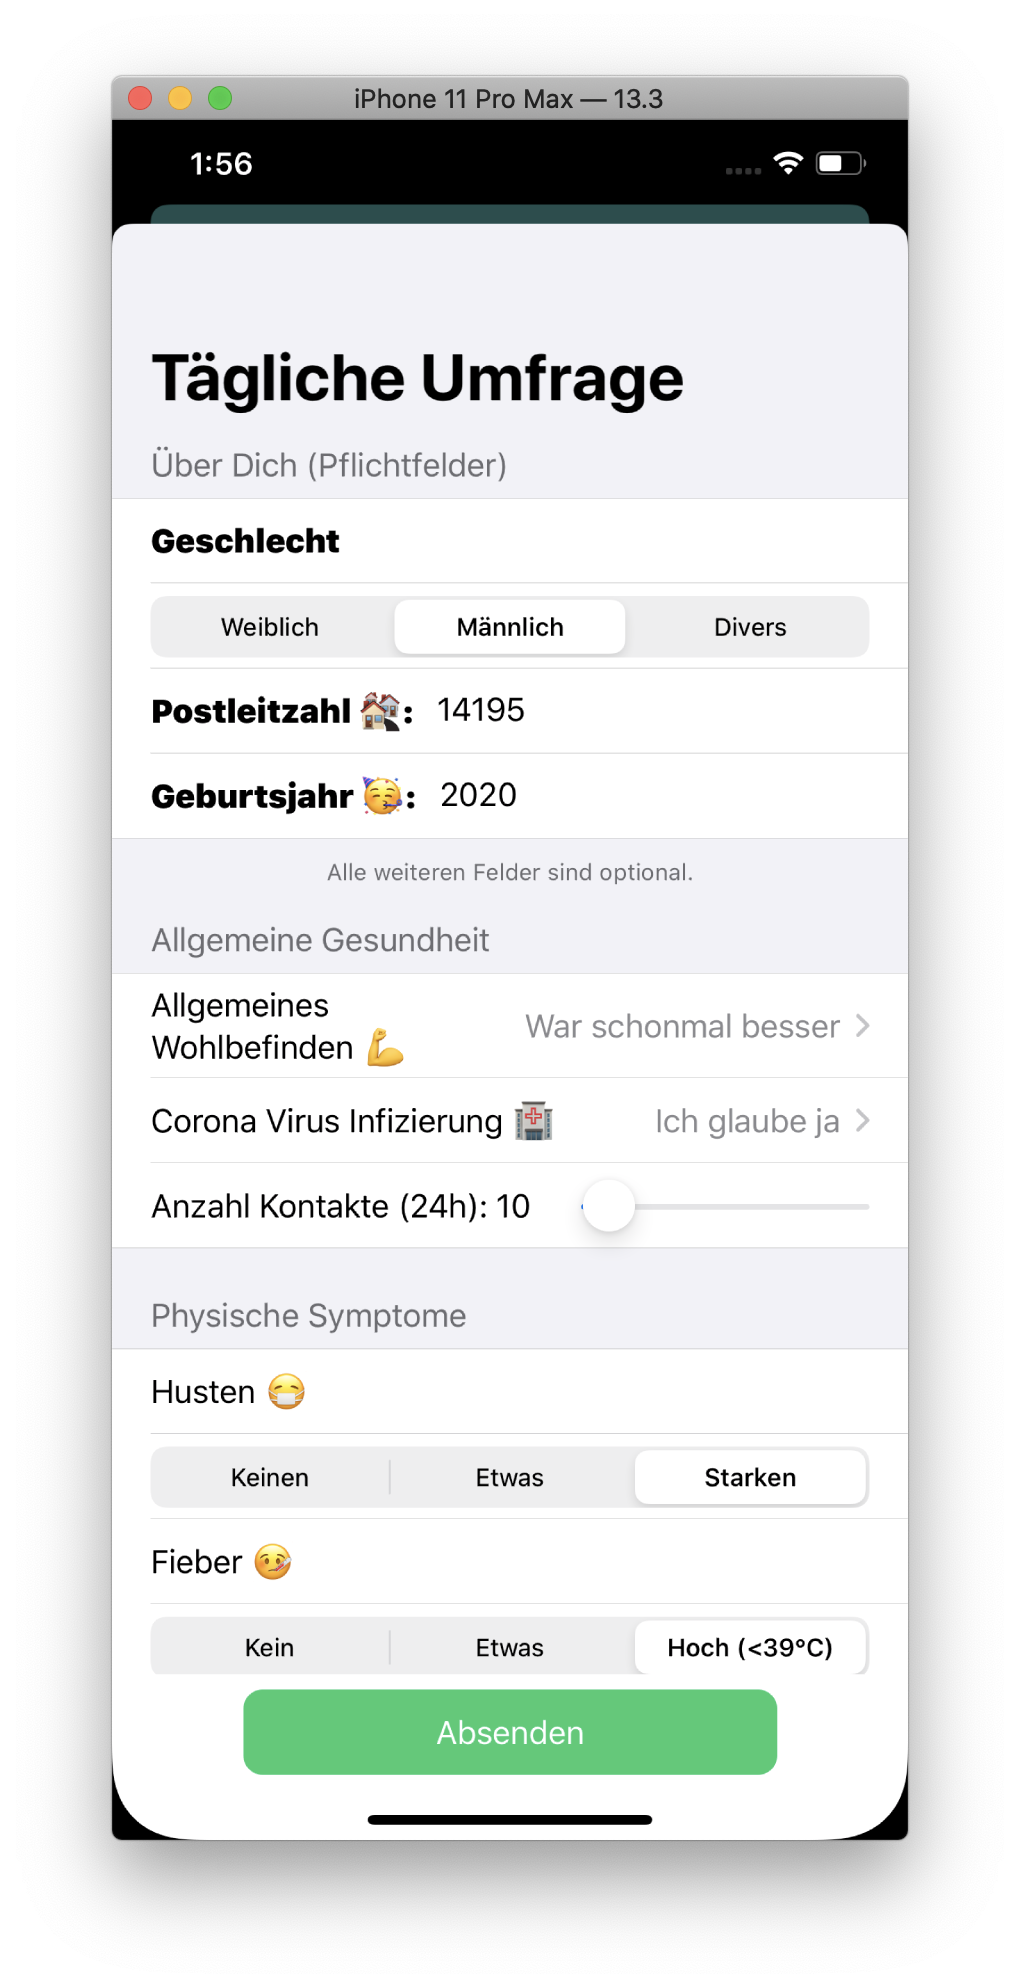 iPhone 11 Pro Max — 13.3
1:56
Tägliche Umfrage
Über Dich (Pflichtfelder)
Geschlecht
Weiblich Männlich Divers
Postleitzahl 🏘: 14195
Geburtsjahr 🥳: 2020
Alle weiteren Felder sind optional.
Allgemeine Gesundheit
Allgemeines
Wohlbefinden 💪 War schonmal besser
Corona Virus Infizierung 🏥 Ich glaube ja
Anzahl Kontakte (24h): 10
Physische Symptome
Husten 😷
Keinen Etwas Starken
Fieber 🤒
Kein Etwas Hoch (<39°C)
Absenden